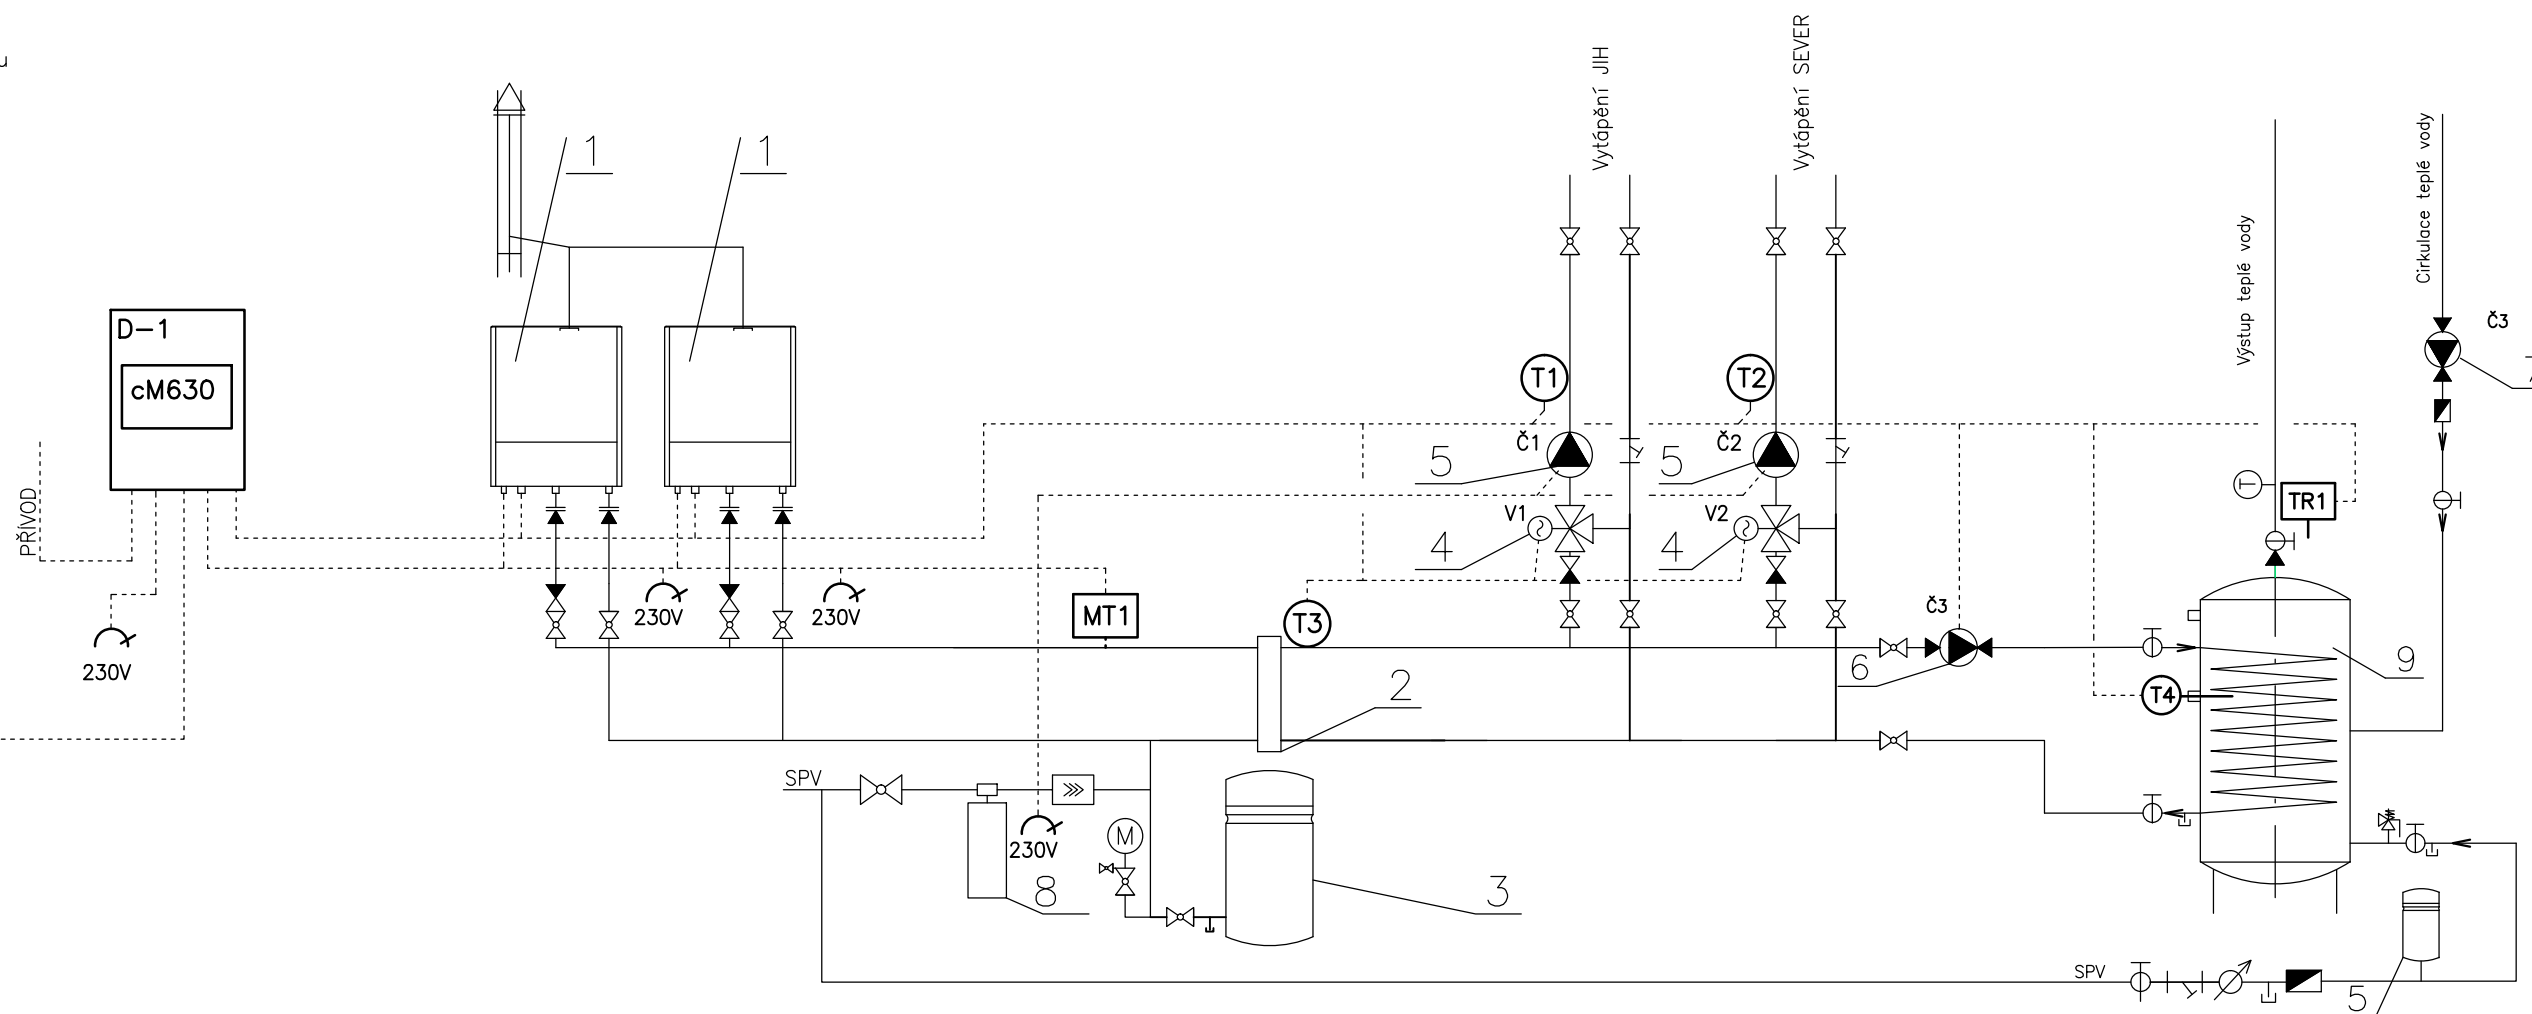 u
Vytápění JIH
Vytápění SEVER
Výstup teplé vody
Cirkulace teplé vody
1
1
D-1
cM630
PŘÍVOD
230V
230V
230V
MT1
T3
T1
T2
Č1
Č2
5
5
V1
V2
4
4
Č3
7
TR1
T
Č3
6
T4
9
2
SPV
230V
M
8
3
SPV
5